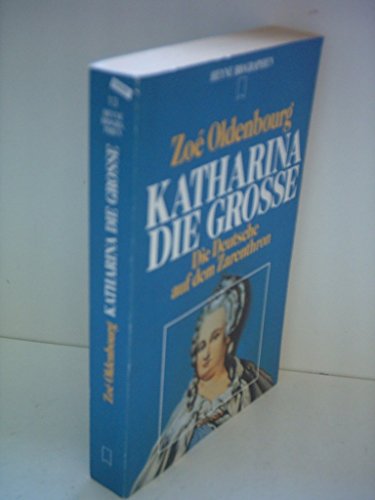 HEYNE BIOGRAPHIEN
Zoé Oldenbourg
KATHARINA
DIE GROSSE
Die Deutsche
auf dem Zarenthron
Zoé Oldenbourg KATHARINA DIE GROSSE